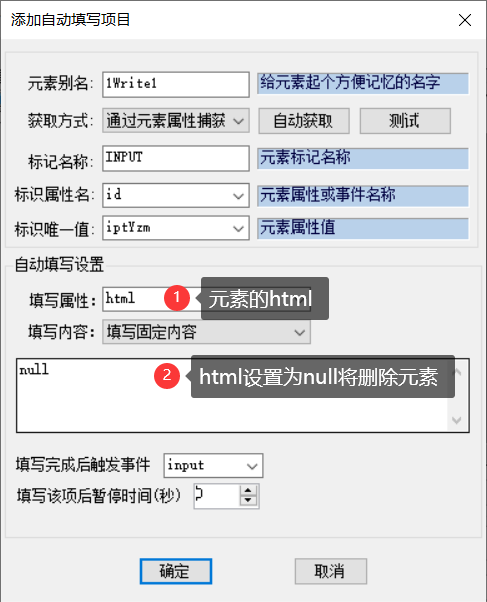 添加自动填写项目
元素别名： 1Write1 给元素起个方便记忆的名字
获取方式： 通过元素属性捕获 自动获取 测试
标记名称： INPUT 元素标记名称
标识属性名： id 元素属性或事件名称
标识唯一值： iptYzm 元素属性值
自动填写设置
填写属性： html 1 元素的html
填写内容： 填写固定内容
null 2 html设置为null将删除元素
填写完成后触发事件 input
填写该项后暂停时间(秒)
确定 取消